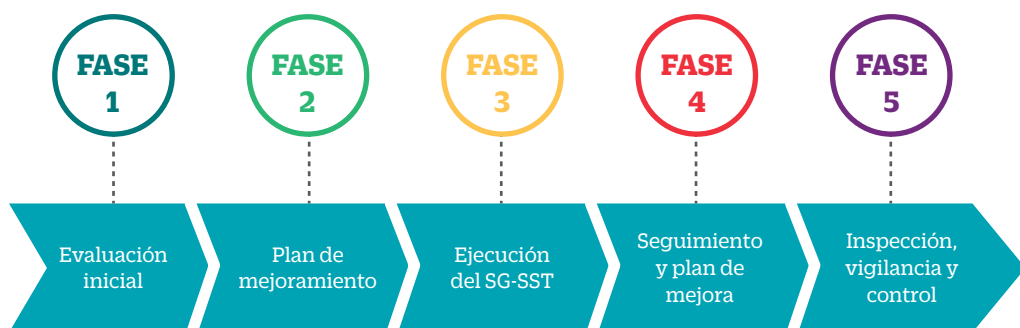 FASE
1
FASE
2
FASE
3
FASE
4
FASE
5
Evaluación
inicial
Plan de
mejoramiento
Ejecución
del SG-SST
Seguimiento
y plan de
mejora
Inspección,
vigilancia y
control